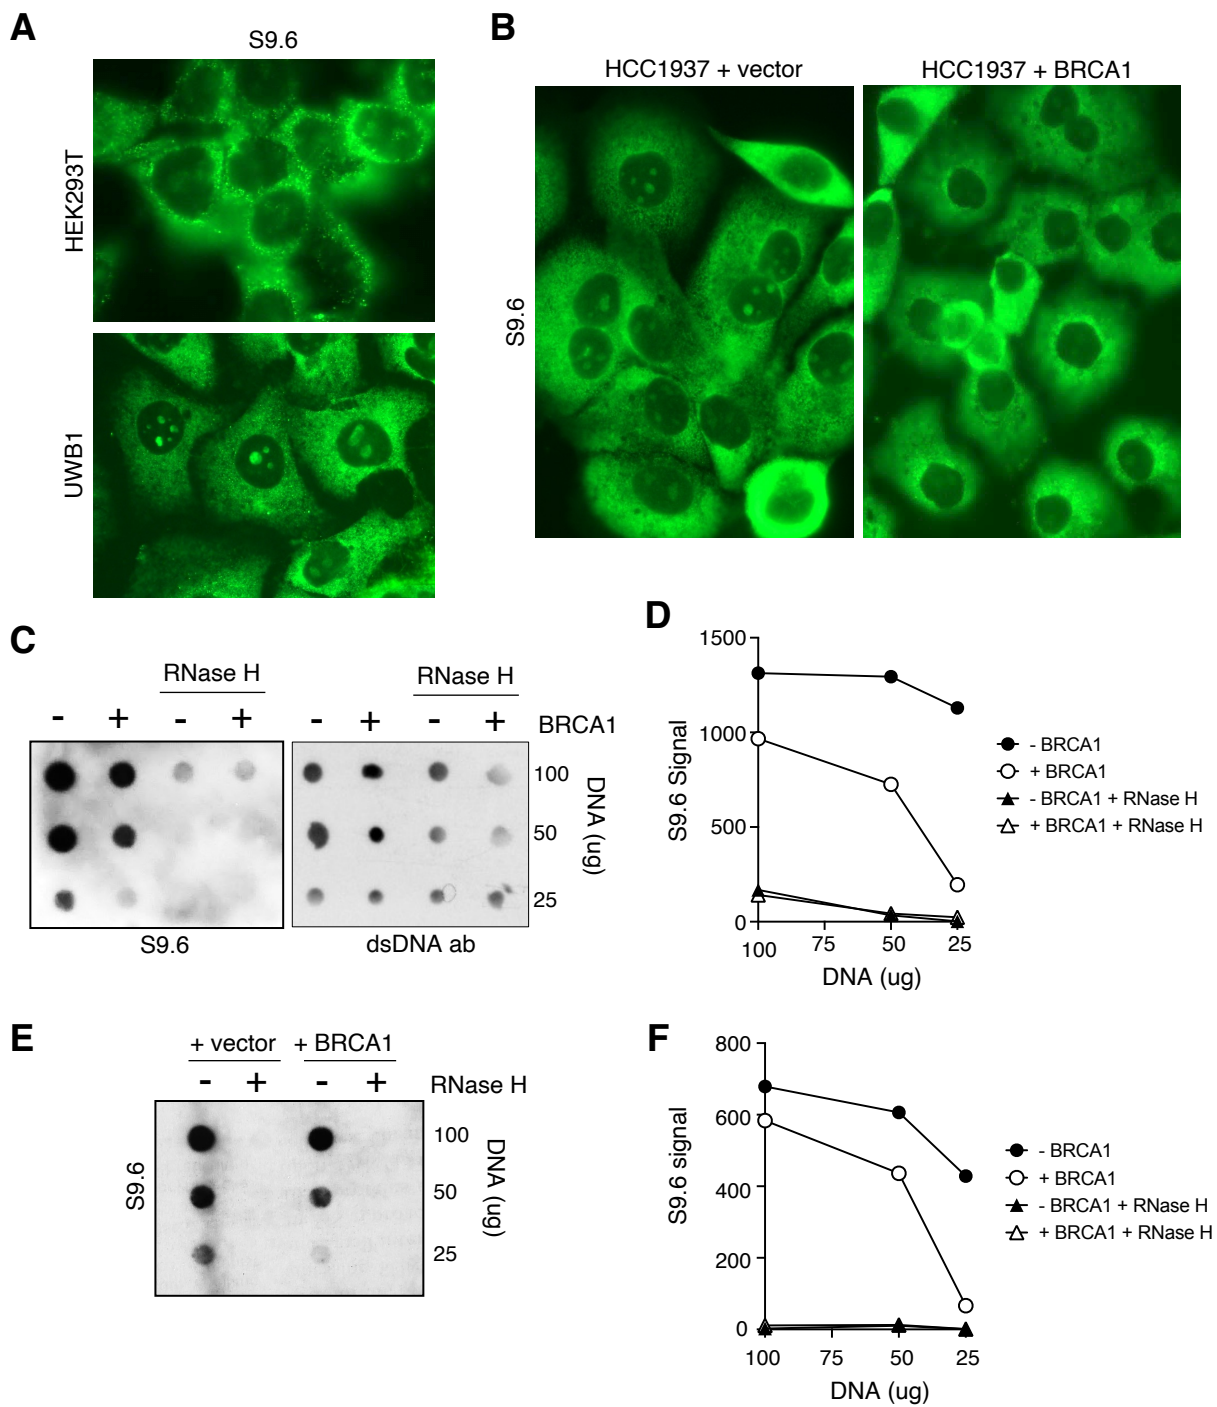 A
S9.6
HEK293T
UWB1
B
HCC1937 + vector
HCC1937 + BRCA1
S9.6
C
RNase H
RNase H
- + - +
- + - +
BRCA1
100
50
25
DNA (ug)
S9.6
dsDNA ab
D
1500
1000
500
0
S9.6 Signal
100 75 50 25
DNA (ug)
- BRCA1
+ BRCA1
- BRCA1 + RNase H
+ BRCA1 + RNase H
E
+ vector + BRCA1
- + - + RNase H
S9.6
100
50
25
DNA (ug)
F
800
600
400
200
0
S9.6 signal
100 75 50 25
DNA (ug)
- BRCA1
+ BRCA1
- BRCA1 + RNase H
+ BRCA1 + RNase H